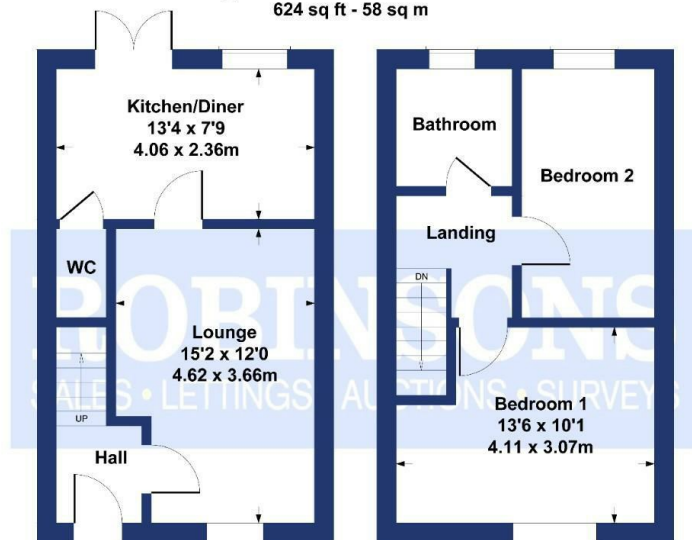 624 sq ft - 58 sq m
Kitchen/Diner
13'4 x 7'9
4.06 x 2.36m
WC
Lounge
15'2 x 12'0
4.62 x 3.66m
UP
Hall
Bathroom
Bedroom 2
Landing
DN
Bedroom 1
13'6 x 10'1
4.11 x 3.07m
ROBINSONS
SALES • LETTINGS AUCTIONS • SURVEYS